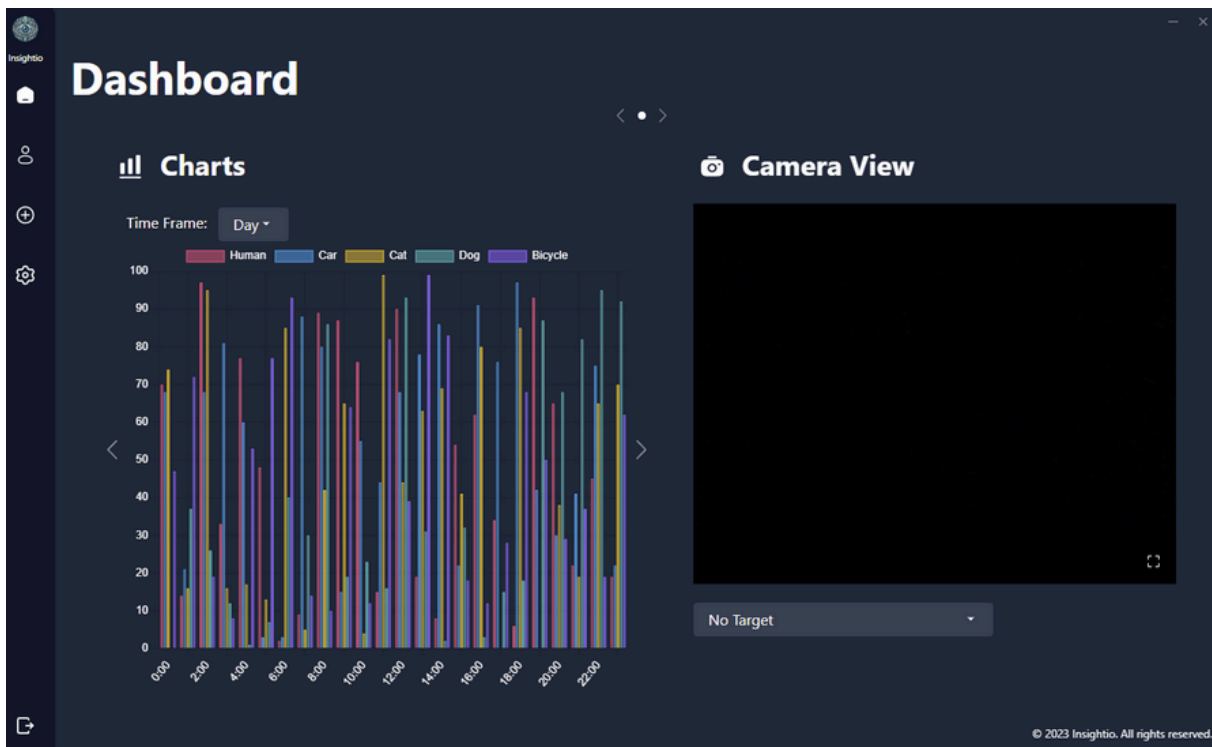 Insightio
Dashboard
Charts
Camera View
Time Frame: Day
Human Car Cat Dog Bicycle
100
90
80
70
60
50
40
30
20
10
0
0:00 2:00 4:00 6:00 8:00 10:00 12:00 14:00 16:00 18:00 20:00 22:00
No Target
© 2023 Insightio. All rights reserved.